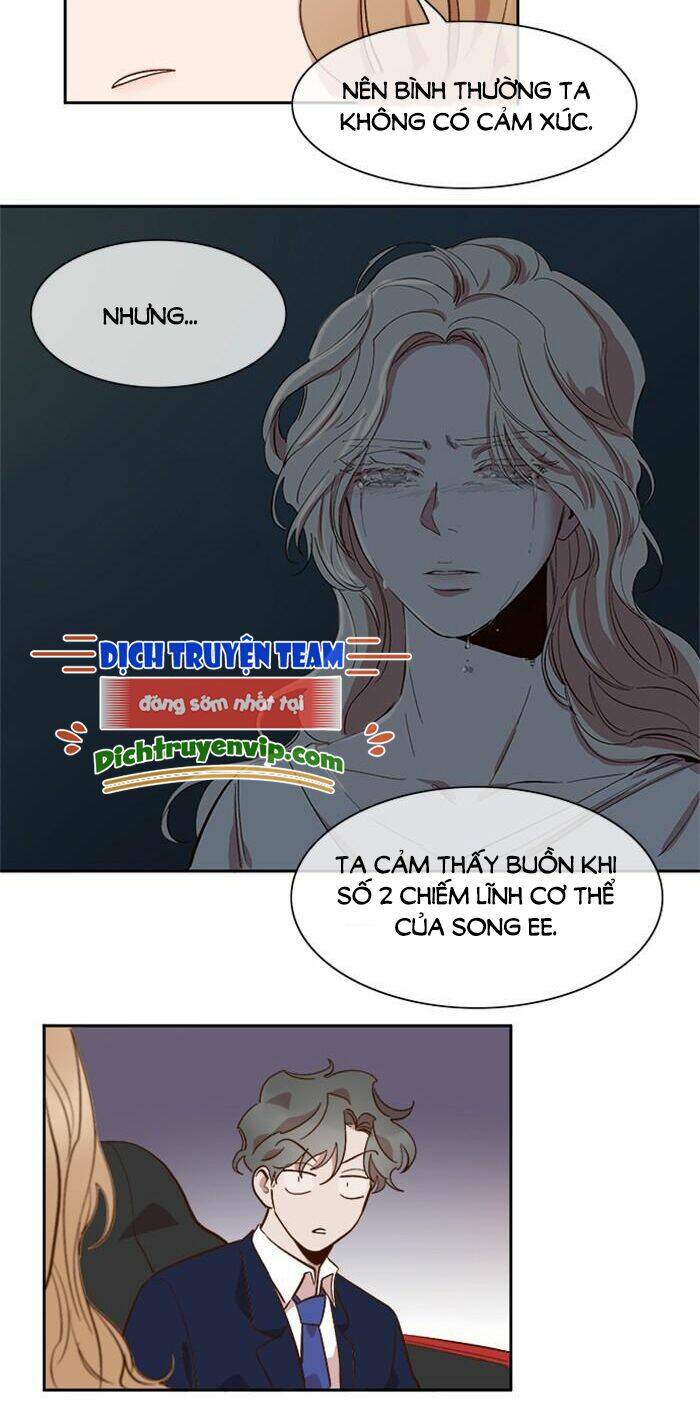 NÊN BÌNH THƯỜNG TA
KHÔNG CÓ CẢM XÚC.
NHƯNG...
DỊCH TRUYỆN TEAM
đăng sớm nhất tại
Dichtruyenvip.com
TA CẢM THẤY BUỒN KHI
SỐ 2 CHIẾM LĨNH CƠ THỂ
CỦA SONG EE.